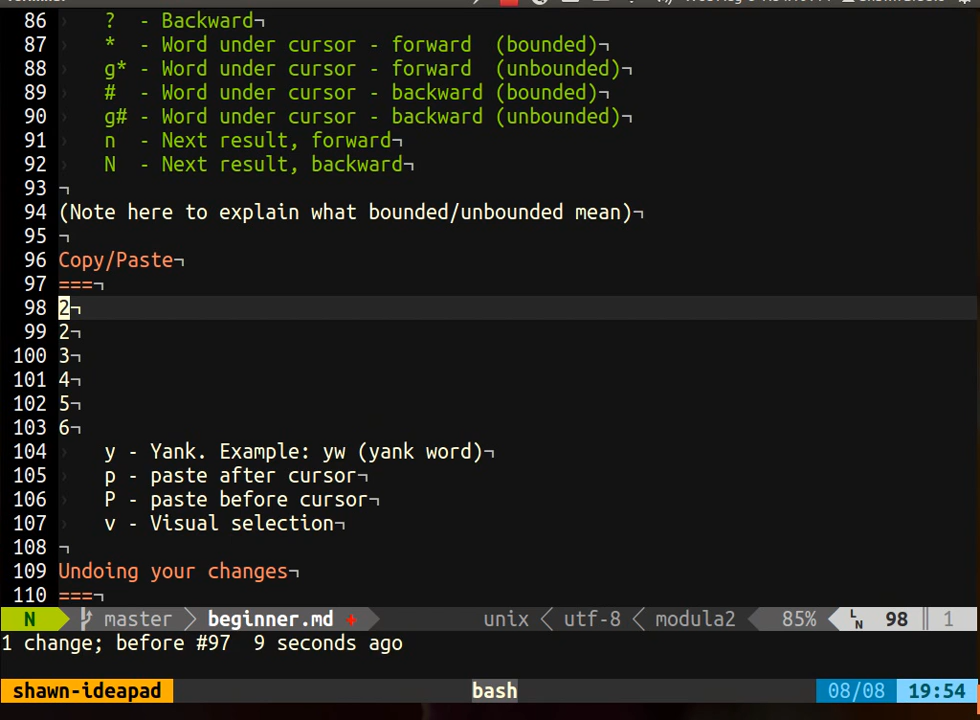 86 ? - Backward¬
87 * - Word under cursor - forward (bounded)¬
88 g* - Word under cursor - forward (unbounded)¬
89 # - Word under cursor - backward (bounded)¬
90 g# - Word under cursor - backward (unbounded)¬
91 n - Next result, forward¬
92 N - Next result, backward¬
93 ¬
94 (Note here to explain what bounded/unbounded mean)¬
95 ¬
96 Copy/Paste¬
97 ===¬
98 2¬
99 2¬
100 3¬
101 4¬
102 5¬
103 6¬
104 › y - Yank. Example: yw (yank word)¬
105 › p - paste after cursor¬
106 › P - paste before cursor¬
107 › v - Visual selection¬
108 ¬
109 Undoing your changes¬
110 ===¬
N master beginner.md + unix < utf-8 < modula2 85% LN 98 1
1 change; before #97 9 seconds ago
shawn-ideapad bash 08/08 19:54